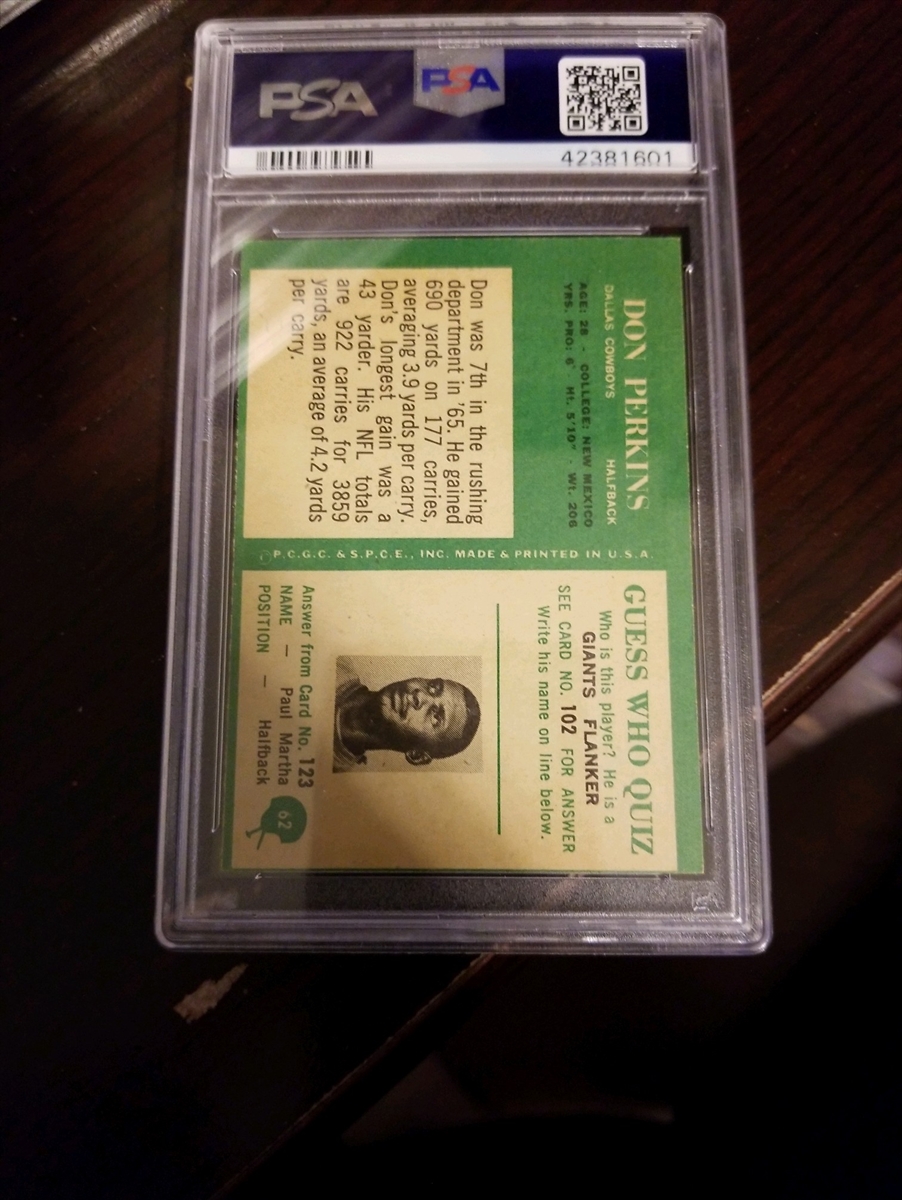 PSA
PSA
42381601
DON PERKINS
DALLAS COWBOYS HALFBACK
AGE: 28 - COLLEGE: NEW MEXICO
YRS. PRO: 6 Ht. 5'10" - Wt. 206
Don was 7th in the rushing
department in '65. He gained
690 yards on 177 carries,
averaging 3.9 yards per carry.
Don's longest gain was a
43 yarder. His NFL totals
are 922 carries for 3859
yards, an average of 4.2 yards
per carry.
©P.C.G.C. & S.P.C.E., INC. MADE & PRINTED IN U.S.A.
GUESS WHO QUIZ
Who is this player? He is a
GIANTS FLANKER
SEE CARD NO. 102 FOR ANSWER
Write his name on line below.
Answer from Card No. 123
NAME — Paul Martha
POSITION — Halfback
62